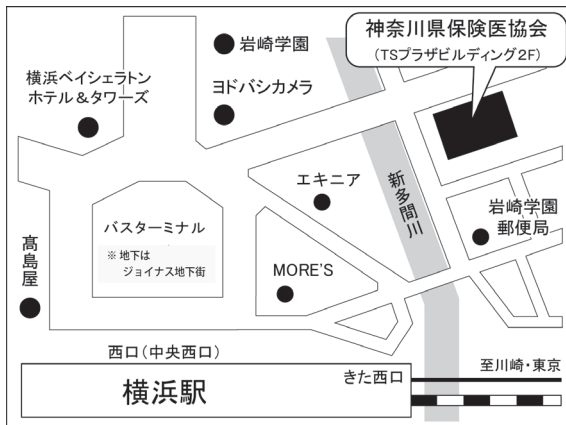 神奈川県保険医協会
(TSプラザビルディング2F)
岩崎学園
横浜ベイシェラトン
ホテル&タワーズ
ヨドバシカメラ
エキニア
新多間川
岩崎学園
郵便局
バスターミナル
※ 地下は
ジョイナス地下街
髙島屋
MORE'S
西口(中央西口)
きた西口
至川崎・東京
横浜駅